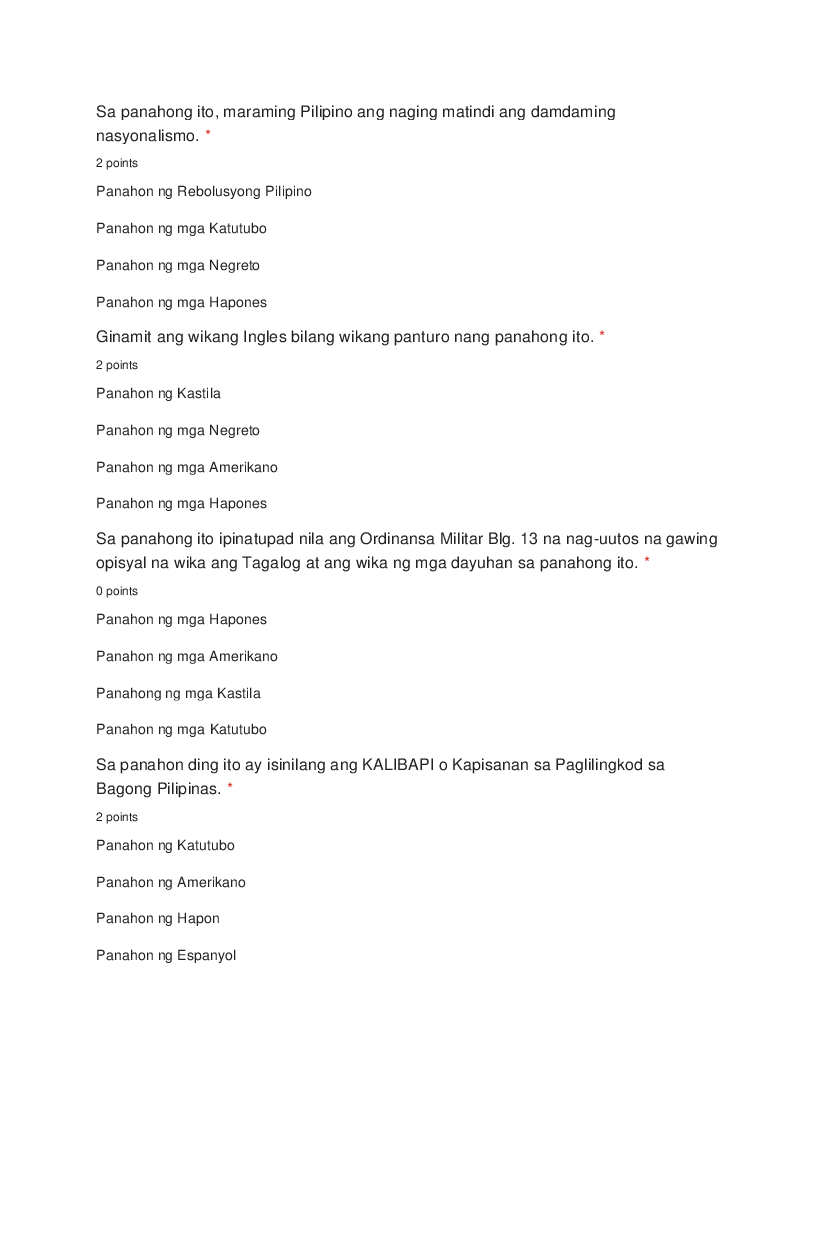 Sa panahong ito, maraming Pilipino ang naging matindi ang damdaming
nasyonalismo. *
2 points
Panahon ng Rebolusyong Pilipino
Panahon ng mga Katutubo
Panahon ng mga Negreto
Panahon ng mga Hapones
Ginamit ang wikang Ingles bilang wikang panturo nang panahong ito. *
2 points
Panahon ng Kastila
Panahon ng mga Negreto
Panahon ng mga Amerikano
Panahon ng mga Hapones
Sa panahong ito ipinatupad nila ang Ordinansa Militar Blg. 13 na nag-uutos na gawing
opisyal na wika ang Tagalog at ang wika ng mga dayuhan sa panahong ito. *
0 points
Panahon ng mga Hapones
Panahon ng mga Amerikano
Panahong ng mga Kastila
Panahon ng mga Katutubo
Sa panahon ding ito ay isinilang ang KALIBAPI o Kapisanan sa Paglilingkod sa
Bagong Pilipinas. *
2 points
Panahon ng Katutubo
Panahon ng Amerikano
Panahon ng Hapon
Panahon ng Espanyol